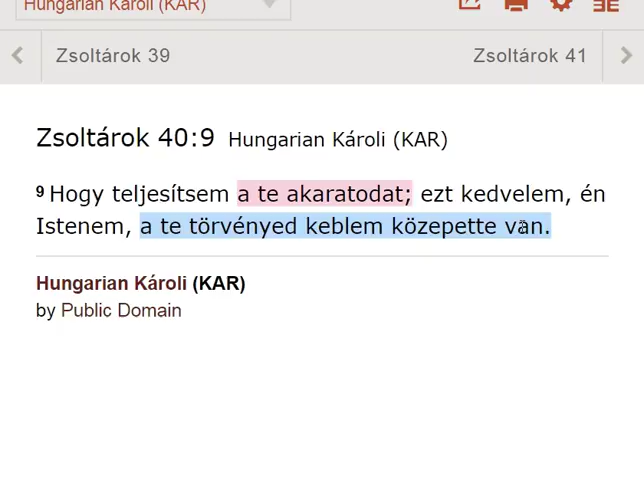 Hungarian Károli (KAR)
Zsoltárok 39
Zsoltárok 41
Zsoltárok 40:9 Hungarian Károli (KAR)
9 Hogy teljesítsem a te akaratodat; ezt kedvelem, én
Istenem, a te törvényed keblem közepette van.
Hungarian Károli (KAR)
by Public Domain